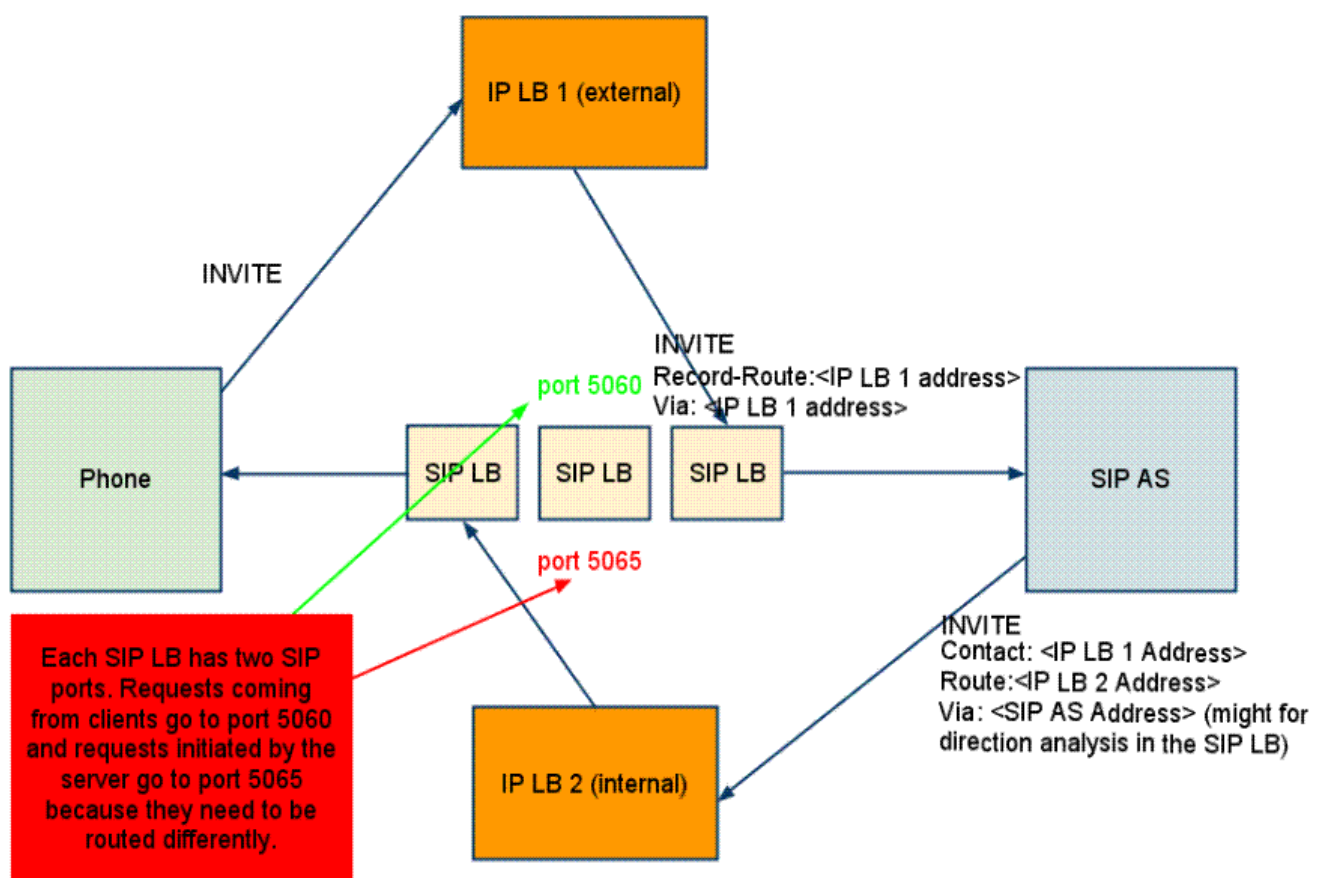 IP LB 1 (external)
INVITE
INVITE
Record-Route:<IP LB 1 address>
Via: <IP LB 1 address>
port 5060
Phone
SIP LB
SIP LB
SIP LB
SIP AS
port 5065
Each SIP LB has two SIP
ports. Requests coming
from clients go to port 5060
and requests initiated by the
server go to port 5065
because they need to be
routed differently.
INVITE
Contact: <IP LB 1 Address>
Route:<IP LB 2 Address>
Via: <SIP AS Address> (might for
direction analysis in the SIP LB)
IP LB 2 (internal)